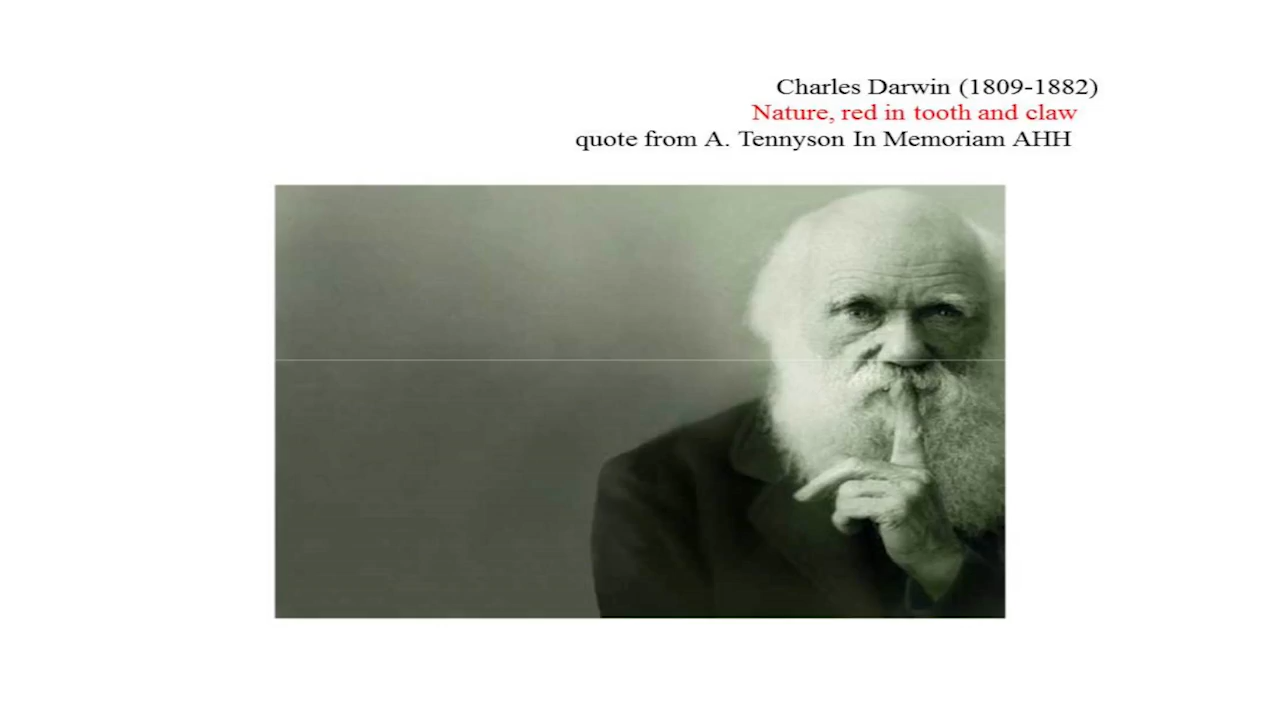 Charles Darwin (1809-1882)
Nature, red in tooth and claw
quote from A. Tennyson In Memoriam AHH